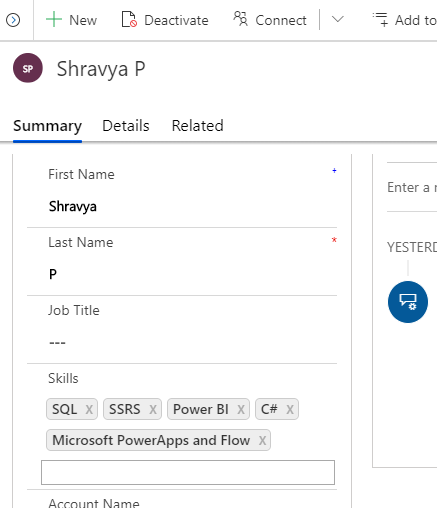 New Deactivate Connect Add to
SP Shravya P
Summary Details Related
First Name +
Shravya
Enter a
Last Name *
P
YESTERD
Job Title
---
Skills
SQL X SSRS X Power BI X C# X
Microsoft PowerApps and Flow X
Account Name